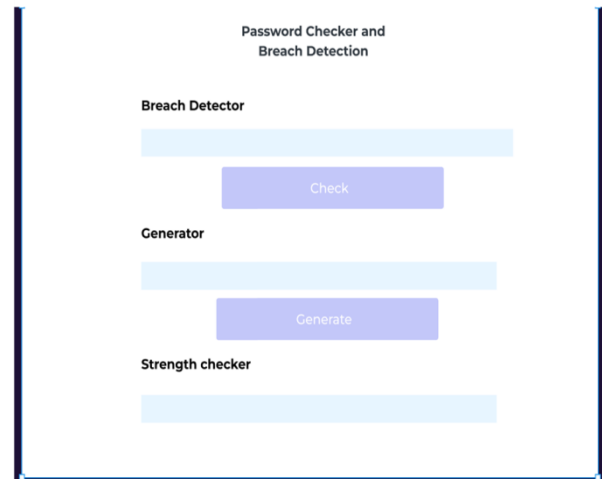 Password Checker and
Breach Detection
Breach Detector
Check
Generator
Generate
Strength checker